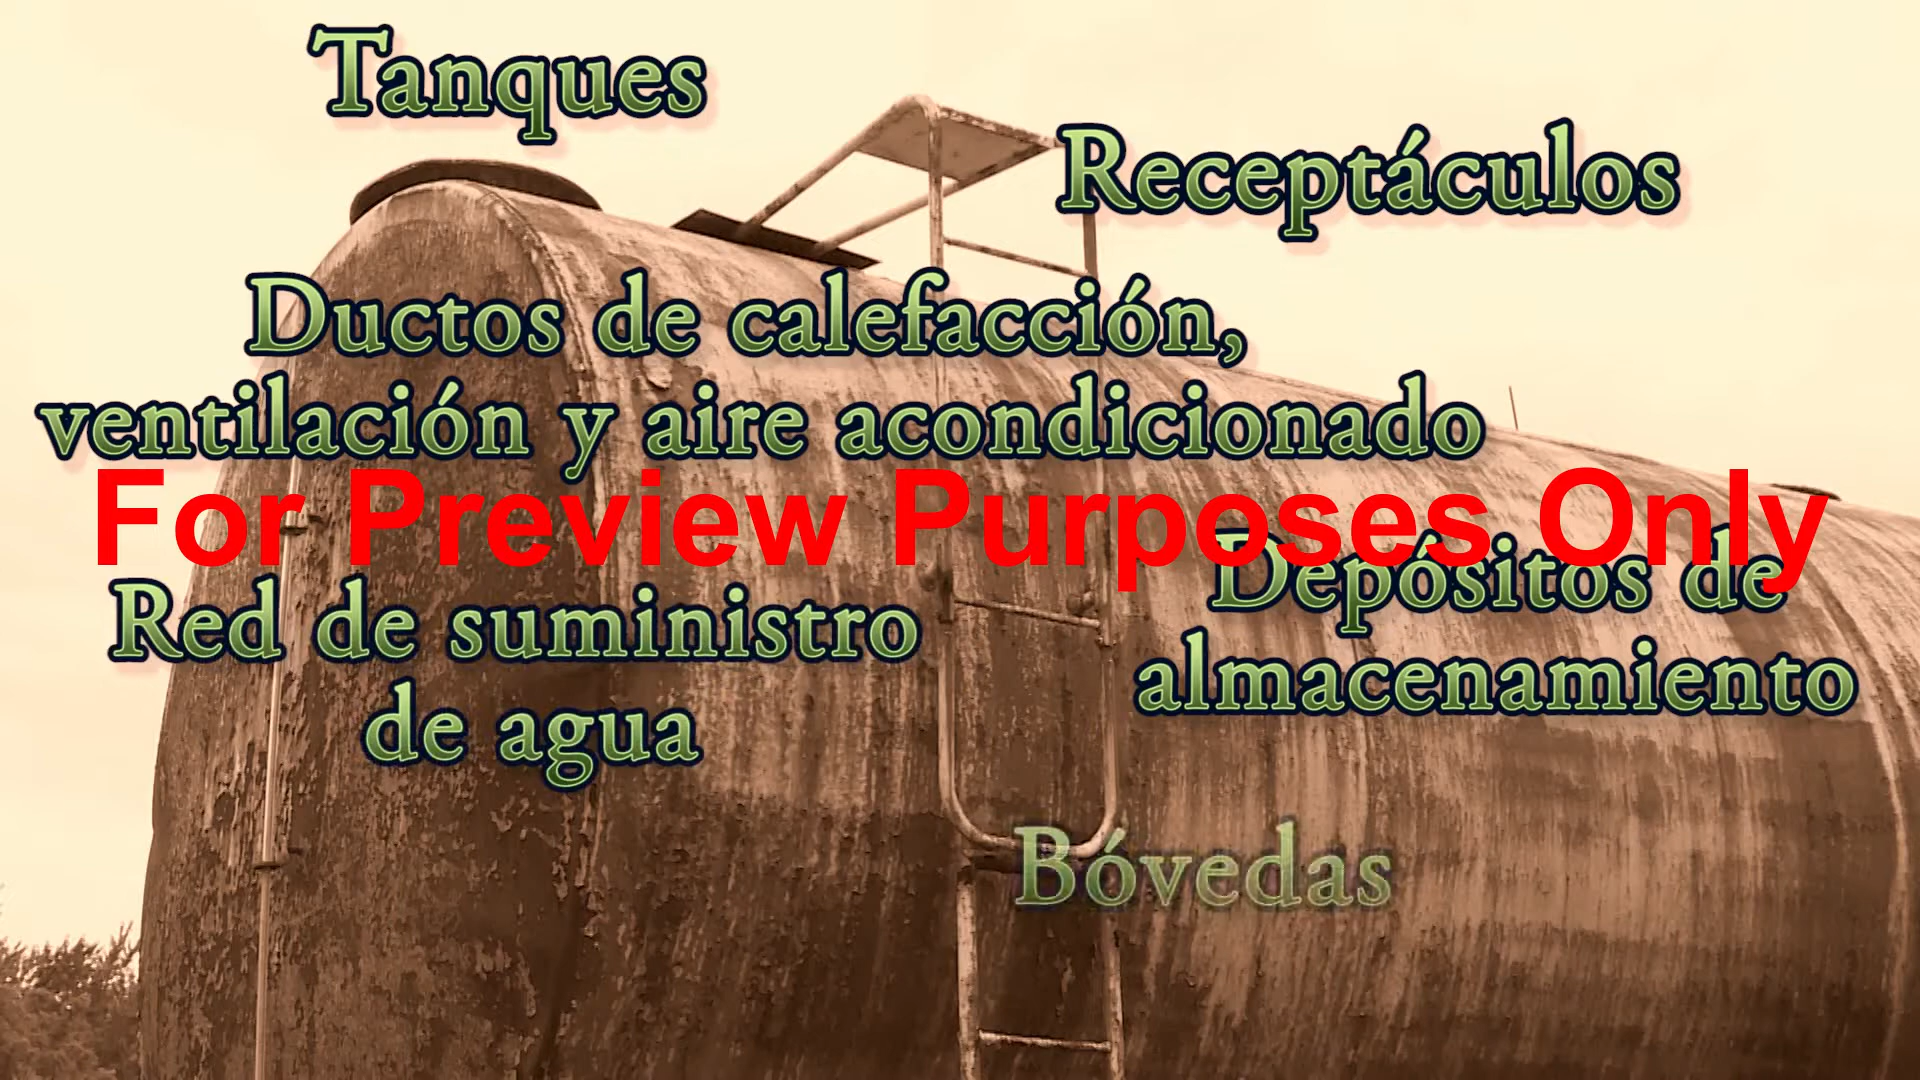 Tanques
Receptáculos
Ductos de calefacción,
ventilación y aire acondicionado
For Preview Purposes Only
Depósitos de
almacenamiento
Red de suministro
de agua
Bóvedas